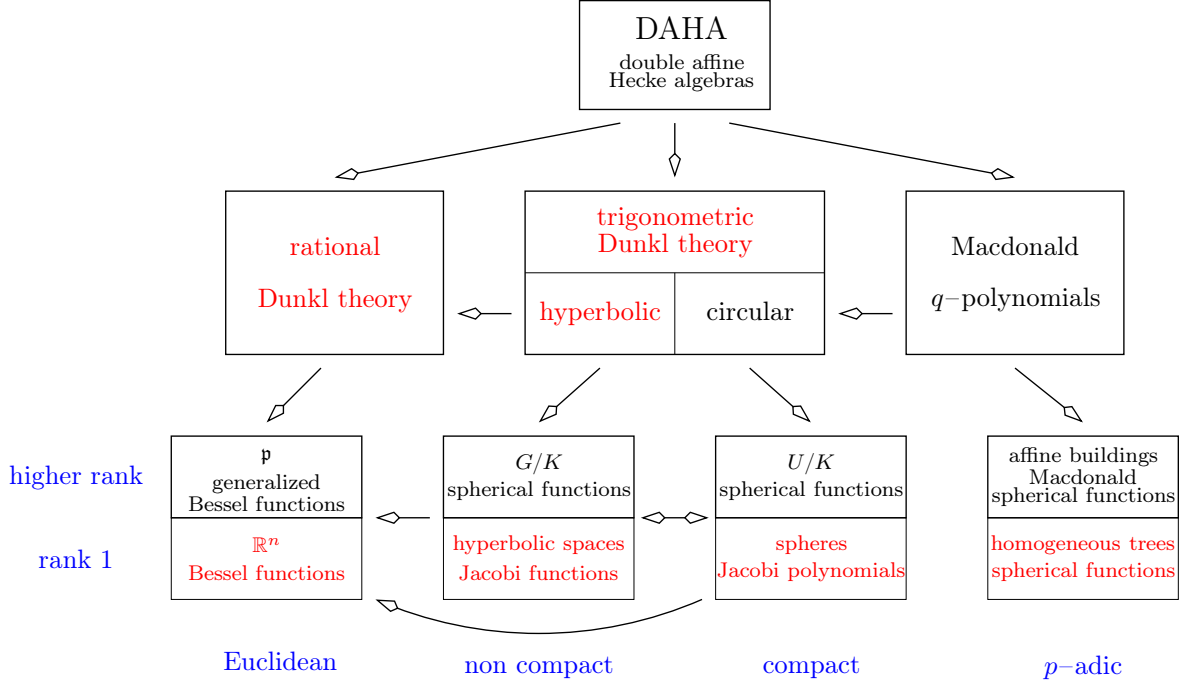 DAHA
double affine
Hecke algebras
rational
Dunkl theory
trigonometric
Dunkl theory
hyperbolic
circular
Macdonald
q–polynomials
higher rank
𝔭
generalized
Bessel functions
G/K
spherical functions
U/K
spherical functions
affine buildings
Macdonald
spherical functions
rank 1
ℝⁿ
Bessel functions
hyperbolic spaces
Jacobi functions
spheres
Jacobi polynomials
homogeneous trees
spherical functions
Euclidean
non compact
compact
p–adic